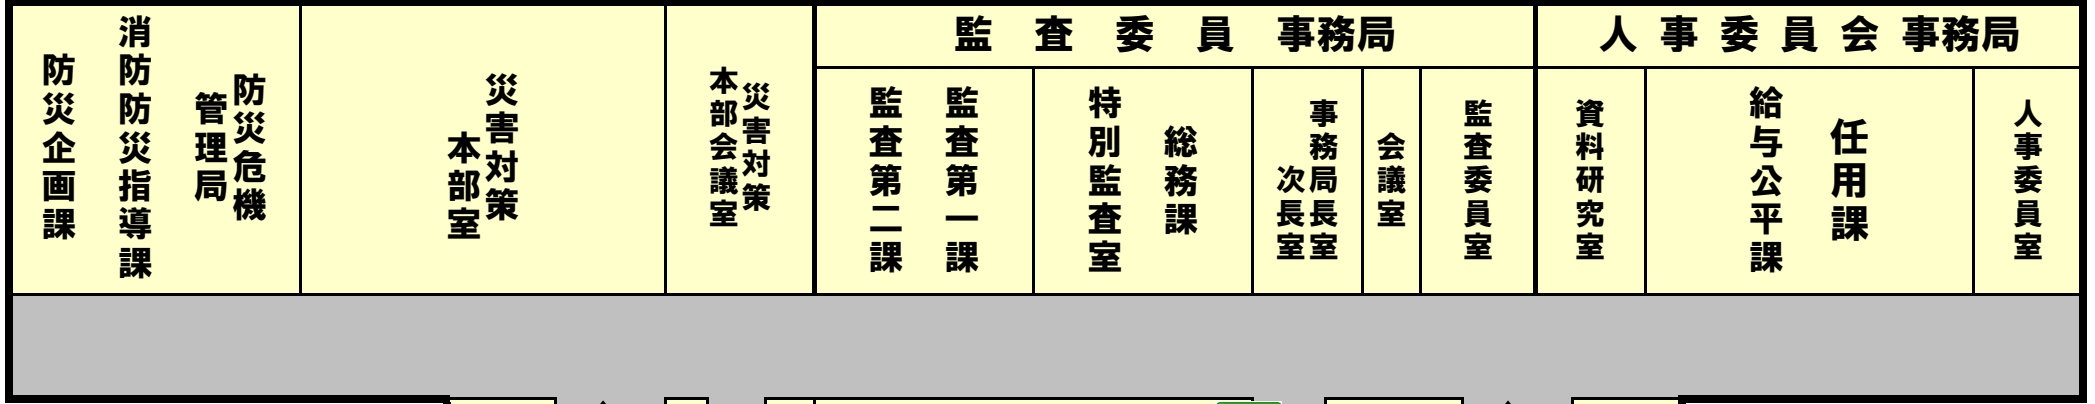 防災危機
管理局
消防防災指導課
防災企画課
災害対策
本部室
災害対策
本部会議室
監査委員事務局
監査第一課
監査第二課
総務課
特別監査室
事務局長室
次長室
会議室
監査委員室
人事委員会事務局
資料研究室
任用課
給与公平課
人事委員室